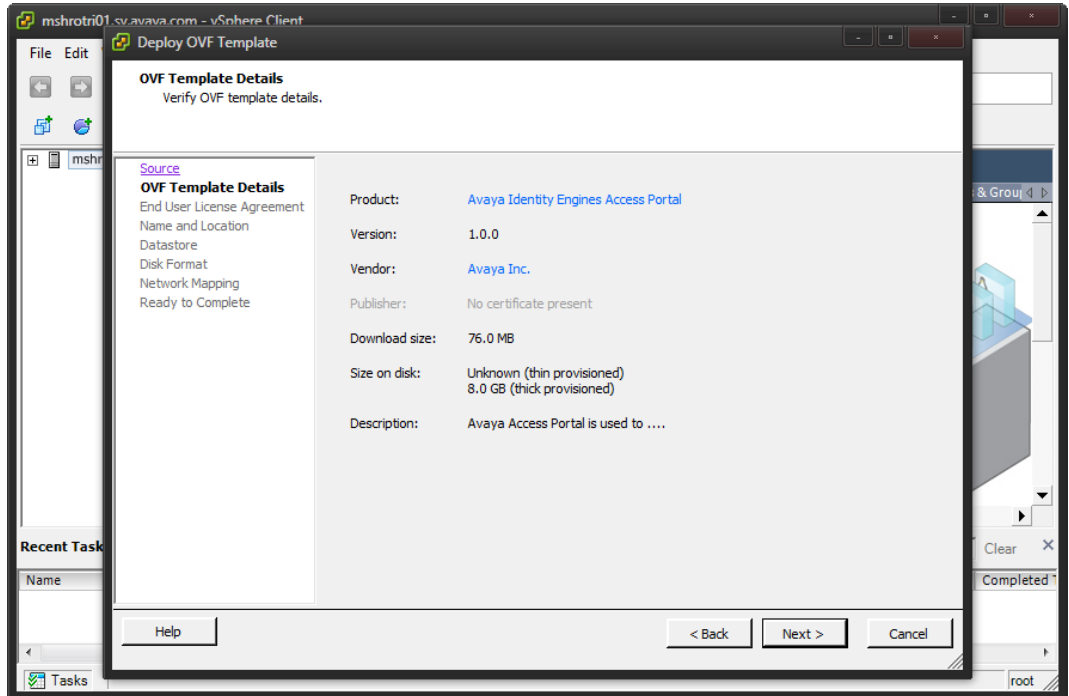 mshrotri01.sv.avaya.com - vSphere Client
File Edit
Deploy OVF Template
OVF Template Details
Verify OVF template details.
mshr
Source
OVF Template Details
End User License Agreement
Name and Location
Datastore
Disk Format
Network Mapping
Ready to Complete
Product: Avaya Identity Engines Access Portal
Version: 1.0.0
Vendor: Avaya Inc.
Publisher: No certificate present
Download size: 76.0 MB
Size on disk: Unknown (thin provisioned)
8.0 GB (thick provisioned)
Description: Avaya Access Portal is used to ....
& Grou
Recent Task
Clear
Name
Completed
Help
< Back
Next >
Cancel
Tasks
root